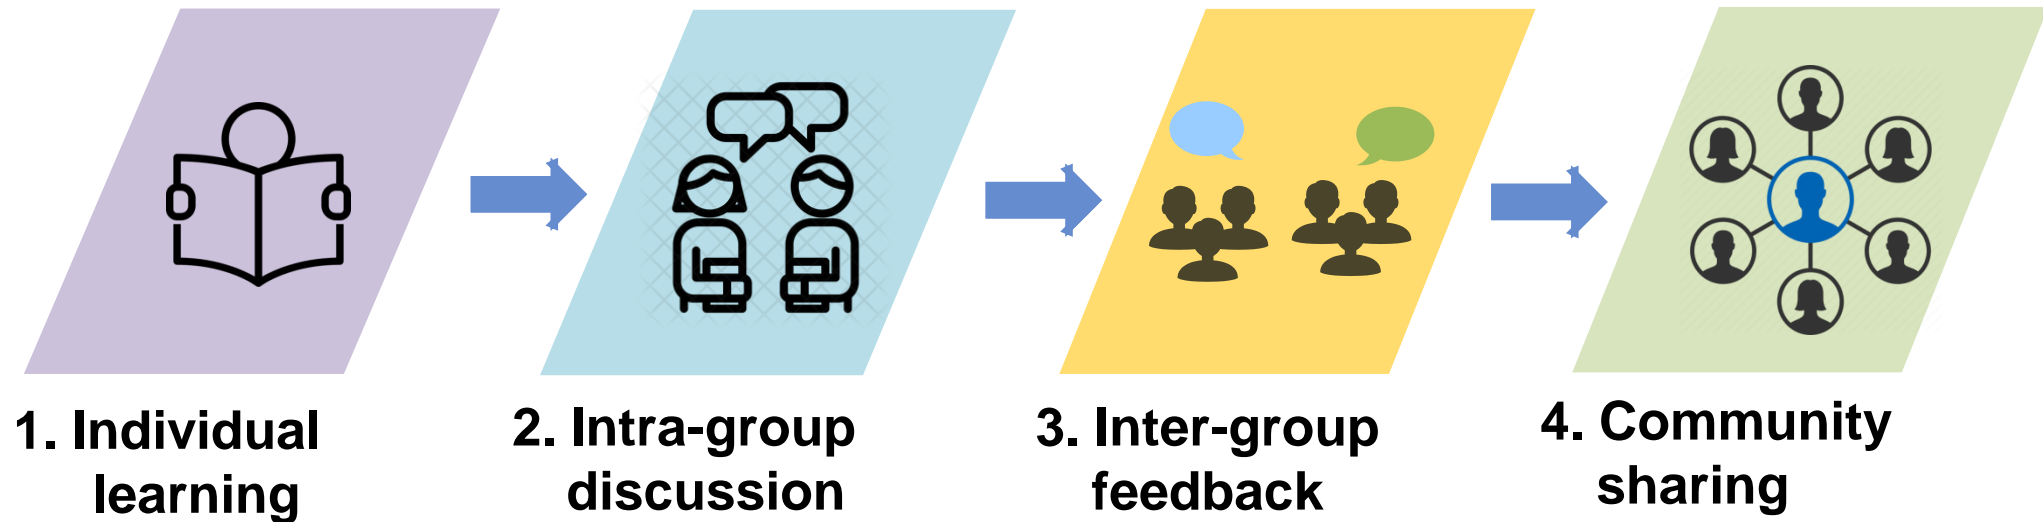 1. Individual
learning
2. Intra-group
discussion
3. Inter-group
feedback
4. Community
sharing